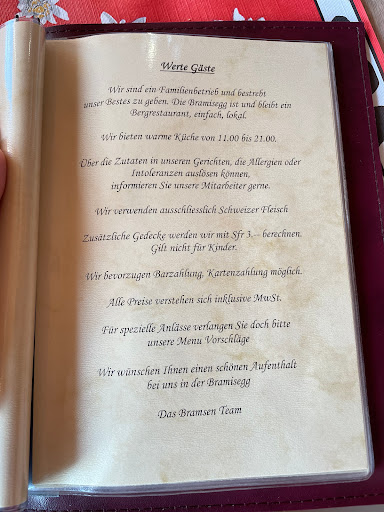 Werte Gäste
Wir sind ein Familienbetrieb und bestrebt
unser Bestes zu geben. Die Bramisegg ist und bleibt ein
Bergrestaurant, einfach, lokal.
Wir bieten warme Küche von 11.00 bis 21.00.
Über die Zutaten in unseren Gerichten, die Allergien oder
Intoleranzen auslösen können,
informieren Sie unsere Mitarbeiter gerne.
Wir verwenden ausschliesslich Schweizer Fleisch
Zusätzliche Gedecke werden wir mit Sfr 3.– berechnen.
Gilt nicht für Kinder.
Wir bevorzugen Barzahlung, Kartenzahlung möglich.
Alle Preise verstehen sich inklusive MwSt.
Für spezielle Anlässe verlangen Sie doch bitte
unsere Menu Vorschläge
Wir wünschen Ihnen einen schönen Aufenthalt
bei uns in der Bramisegg
Das Bramsen Team